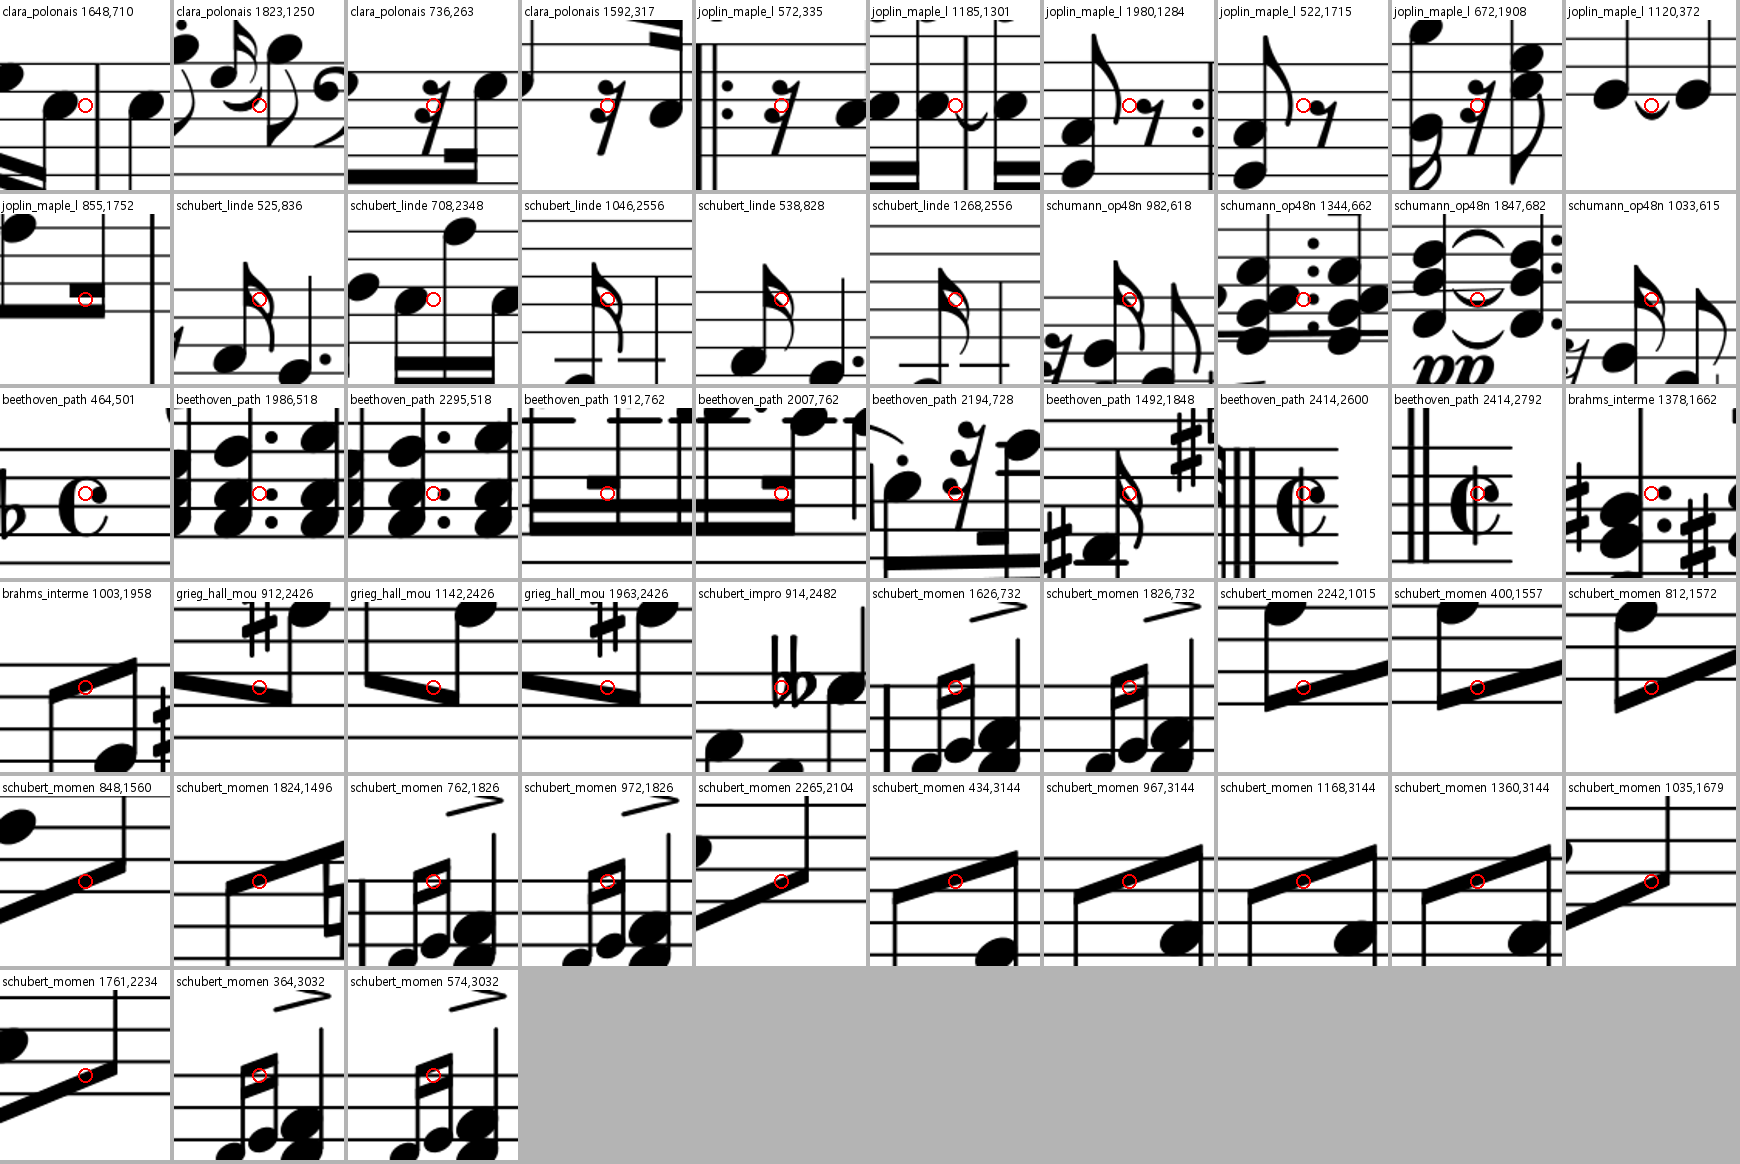 clara_polonais 1648,710 clara_polonais 1823,1250 clara_polonais 736,263 clara_polonais 1592,317 joplin_maple_l 572,335 joplin_maple_l 1185,1301 joplin_maple_l 1980,1284 joplin_maple_l 522,1715 joplin_maple_l 672,1908 joplin_maple_l 1120,372
joplin_maple_l 855,1752 schubert_linde 525,836 schubert_linde 708,2348 schubert_linde 1046,2556 schubert_linde 538,828 schubert_linde 1268,2556 schumann_op48n 982,618 schumann_op48n 1344,662 schumann_op48n 1847,682 schumann_op48n 1033,615
pp
beethoven_path 464,501 beethoven_path 1986,518 beethoven_path 2295,518 beethoven_path 1912,762 beethoven_path 2007,762 beethoven_path 2194,728 beethoven_path 1492,1848 beethoven_path 2414,2600 beethoven_path 2414,2792 brahms_interme 1378,1662
brahms_interme 1003,1958 grieg_hall_mou 912,2426 grieg_hall_mou 1142,2426 grieg_hall_mou 1963,2426 schubert_impro 914,2482 schubert_momen 1626,732 schubert_momen 1826,732 schubert_momen 2242,1015 schubert_momen 400,1557 schubert_momen 812,1572
schubert_momen 848,1560 schubert_momen 1824,1496 schubert_momen 762,1826 schubert_momen 972,1826 schubert_momen 2265,2104 schubert_momen 434,3144 schubert_momen 967,3144 schubert_momen 1168,3144 schubert_momen 1360,3144 schubert_momen 1035,1679
schubert_momen 1761,2234 schubert_momen 364,3032 schubert_momen 574,3032